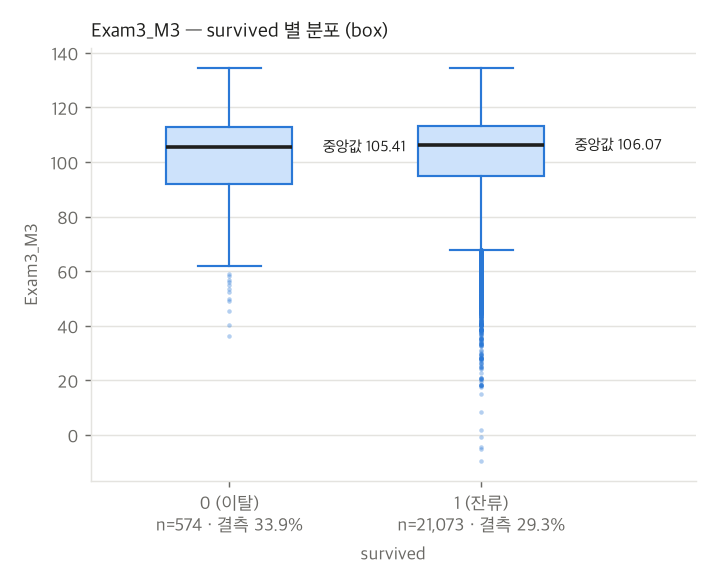 Exam3_M3 — survived 별 분포 (box)
140
120
100
80
60
40
20
0
Exam3_M3
중앙값 105.41
중앙값 106.07
0 (이탈)
n=574 · 결측 33.9%
1 (잔류)
n=21,073 · 결측 29.3%
survived